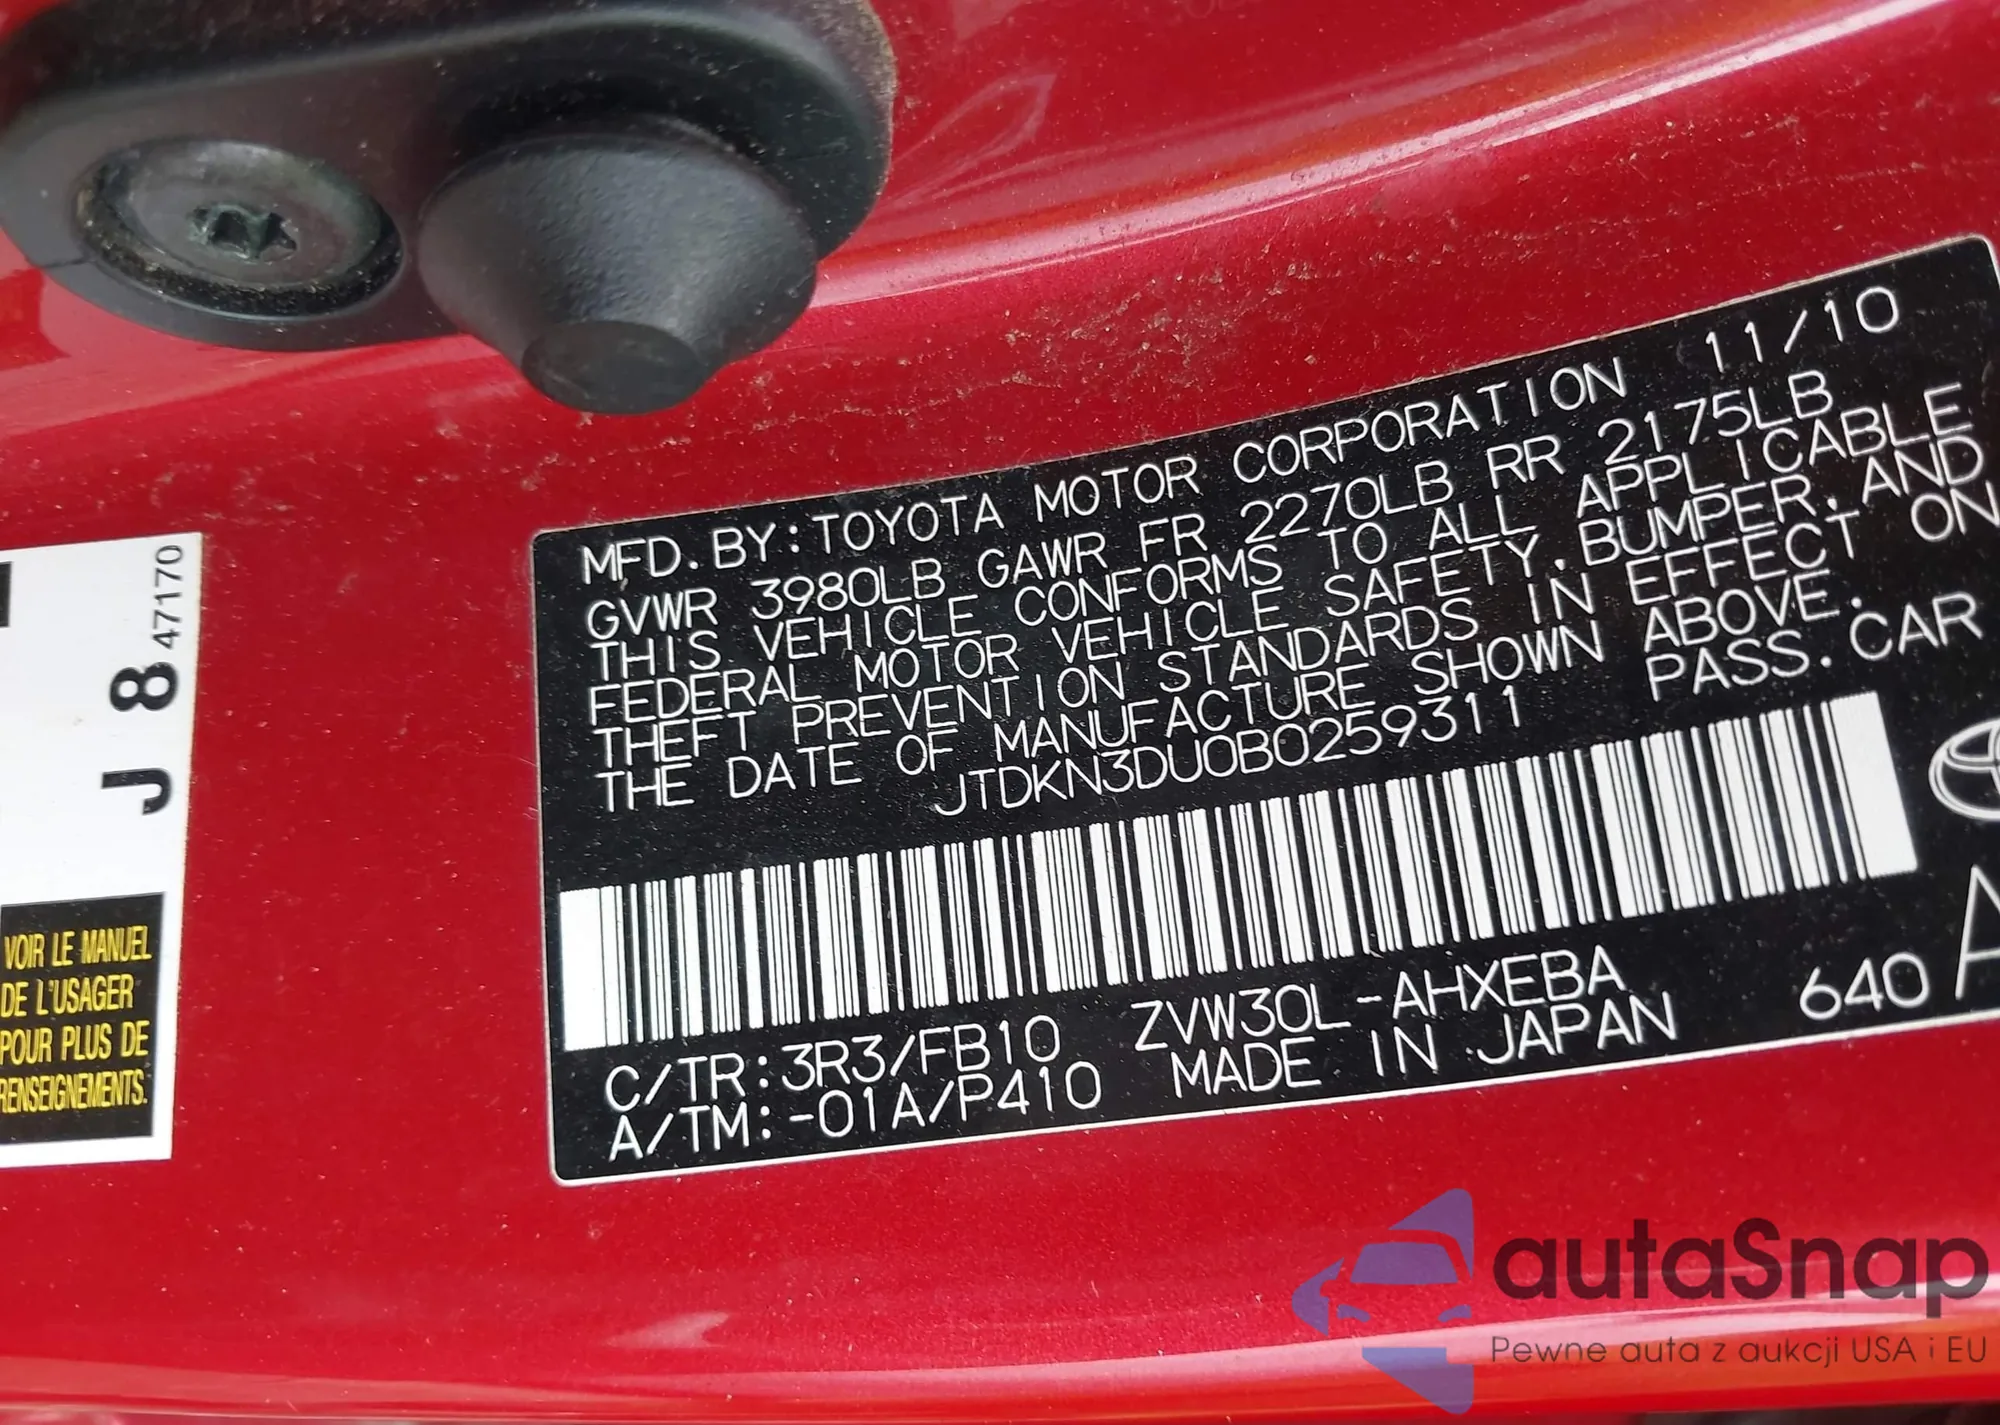 MFD. BY: TOYOTA MOTOR CORPORATION 11/10
GVWR 3980LB GAWR FR 2270LB RR 2175LB
THIS VEHICLE CONFORMS TO ALL APPLICABLE
FEDERAL MOTOR VEHICLE SAFETY, BUMPER, AND
THEFT PREVENTION STANDARDS IN EFFECT ON
THE DATE OF MANUFACTURE SHOWN ABOVE.
JTDKN3DU0B0259311 PASS. CAR
C/TR: 3R3/FB10 ZVW30L-AHXEBA 640
A/TM: -01A/P410 MADE IN JAPAN
J 8 47170
VOIR LE MANUEL
DE L'USAGER
POUR PLUS DE
RENSEIGNEMENTS.
autaSnap
Pewne auta z aukcji USA i EU